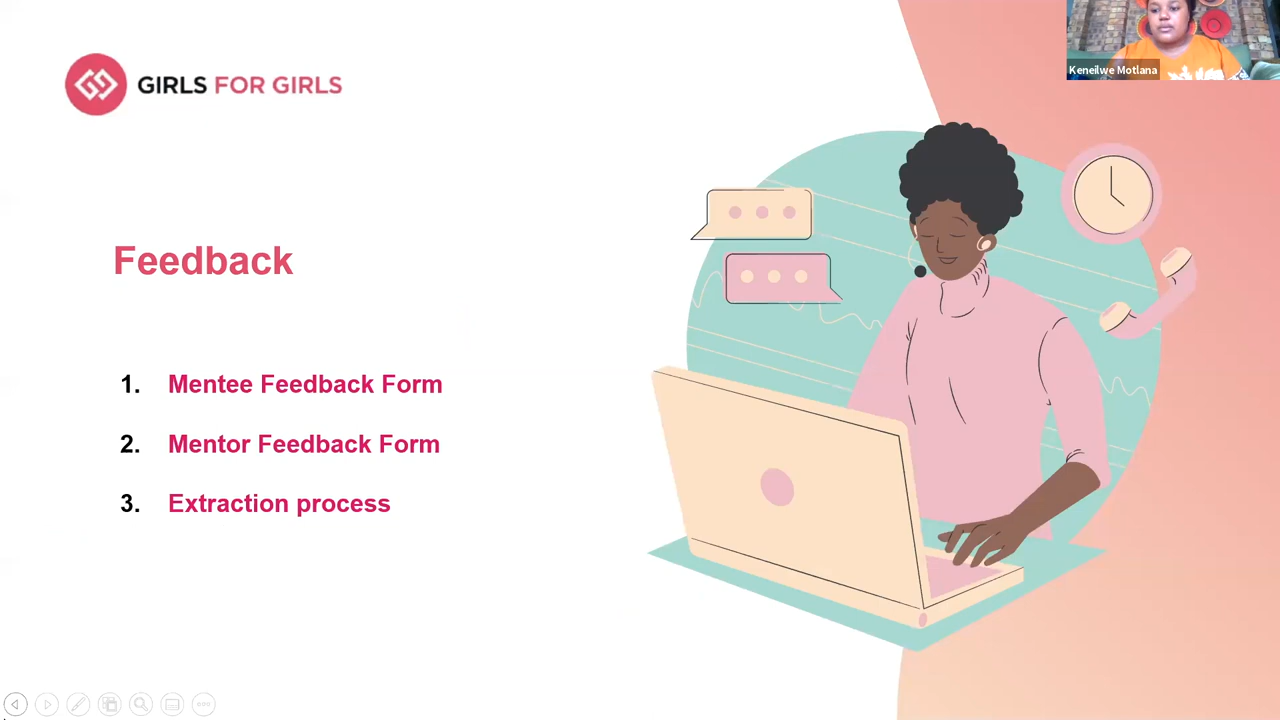 GIRLS FOR GIRLS
Keneilwe Motlana
Feedback
1. Mentee Feedback Form
2. Mentor Feedback Form
3. Extraction process